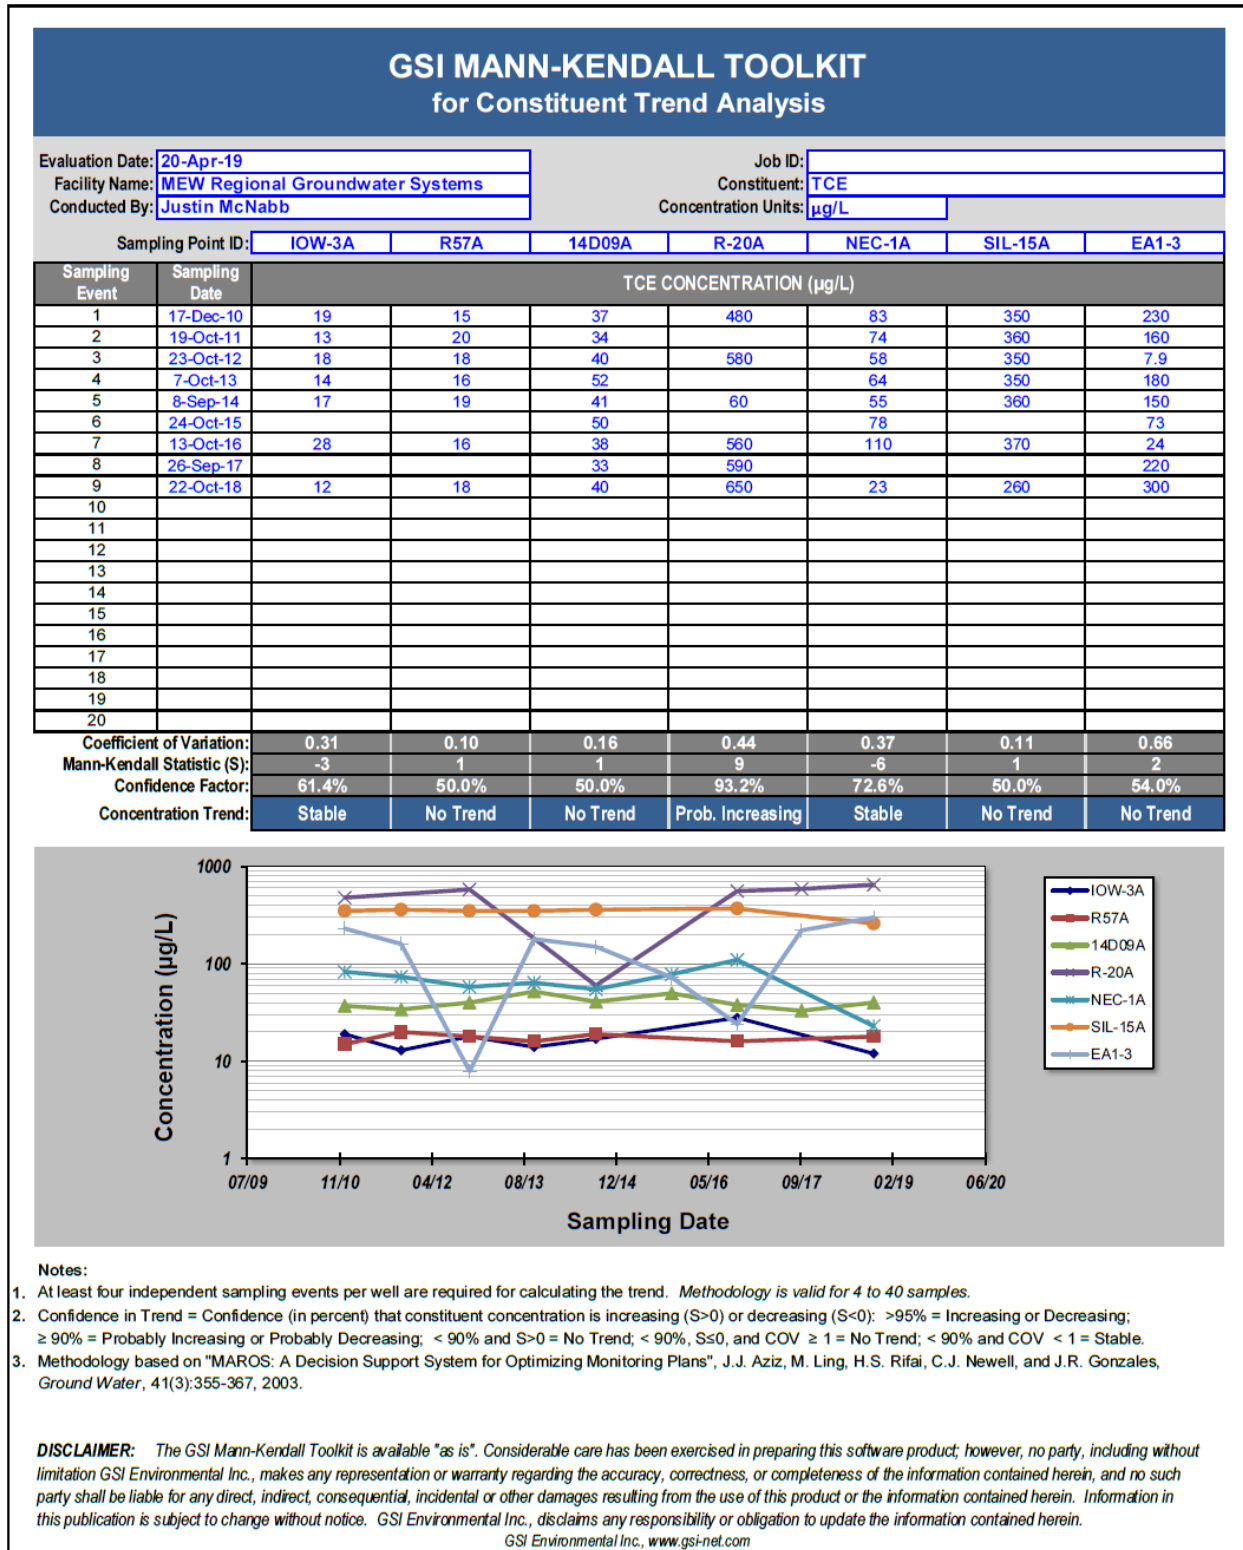 GSI MANN-KENDALL TOOLKIT
for Constituent Trend Analysis
Evaluation Date: 20-Apr-19 Job ID:
Facility Name: MEW Regional Groundwater Systems Constituent: TCE
Conducted By: Justin McNabb Concentration Units: µg/L
Sampling Point ID: IOW-3A R57A 14D09A R-20A NEC-1A SIL-15A EA1-3
Sampling Event Sampling Date TCE CONCENTRATION (µg/L)
1 17-Dec-10 19 15 37 480 83 350 230
2 19-Oct-11 13 20 34 74 360 160
3 23-Oct-12 18 18 40 580 58 350 7.9
4 7-Oct-13 14 16 52 64 350 180
5 8-Sep-14 17 19 41 60 55 360 150
6 24-Oct-15 50 78 73
7 13-Oct-16 28 16 38 560 110 370 24
8 26-Sep-17 33 590 220
9 22-Oct-18 12 18 40 650 23 260 300
10
11
12
13
14
15
16
17
18
19
20
Coefficient of Variation: 0.31 0.10 0.16 0.44 0.37 0.11 0.66
Mann-Kendall Statistic (S): -3 1 1 9 -6 1 2
Confidence Factor: 61.4% 50.0% 50.0% 93.2% 72.6% 50.0% 54.0%
Concentration Trend: Stable No Trend No Trend Prob. Increasing Stable No Trend No Trend
Concentration (µg/L)
1000
100
10
1
07/09 11/10 04/12 08/13 12/14 05/16 09/17 02/19 06/20
Sampling Date
IOW-3A
R57A
14D09A
R-20A
NEC-1A
SIL-15A
EA1-3
Notes:
1. At least four independent sampling events per well are required for calculating the trend. Methodology is valid for 4 to 40 samples.
2. Confidence in Trend = Confidence (in percent) that constituent concentration is increasing (S>0) or decreasing (S<0): >95% = Increasing or Decreasing;
≥ 90% = Probably Increasing or Probably Decreasing; < 90% and S>0 = No Trend; < 90%, S≤0, and COV ≥ 1 = No Trend; < 90% and COV < 1 = Stable.
3. Methodology based on "MAROS: A Decision Support System for Optimizing Monitoring Plans", J.J. Aziz, M. Ling, H.S. Rifai, C.J. Newell, and J.R. Gonzales,
Ground Water, 41(3):355-367, 2003.
DISCLAIMER: The GSI Mann-Kendall Toolkit is available "as is". Considerable care has been exercised in preparing this software product; however, no party, including without
limitation GSI Environmental Inc., makes any representation or warranty regarding the accuracy, correctness, or completeness of the information contained herein, and no such
party shall be liable for any direct, indirect, consequential, incidental or other damages resulting from the use of this product or the information contained herein. Information in
this publication is subject to change without notice. GSI Environmental Inc., disclaims any responsibility or obligation to update the information contained herein.
GSI Environmental Inc., www.gsi-net.com